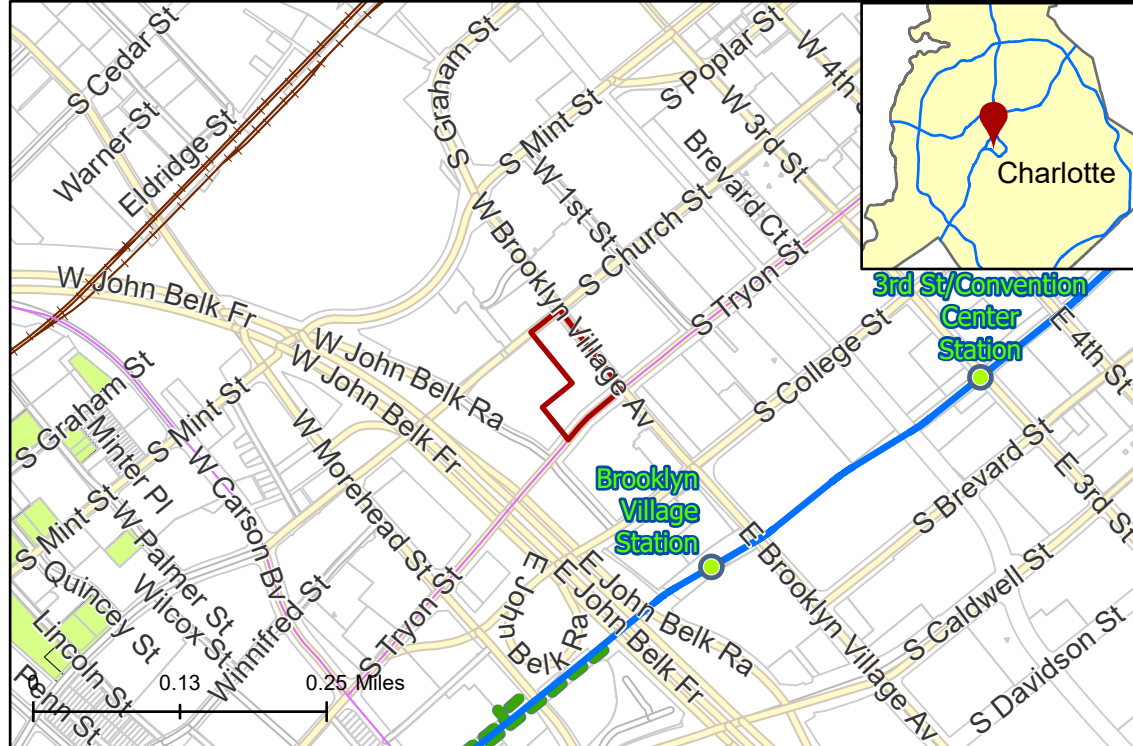 S Cedar St
Warner St
Eldridge St
S Graham St
S Mint St
S Poplar St
W 4th S
W 3rd St
Brevard Ct
W 1st St
S Church St
W Brooklyn Village Av
S Tryon St
Charlotte
3rd St/Convention
Center
Station
E 4th St
W John Belk Fr
W John Belk Ra
W John Belk Fr
S College St
S Graham St
S Mint St
Minter Pl
W Carson Bv
W Morehead St
Brooklyn
Village
Station
S Brevard St
E 3rd St
S Mint St
W Palmer St
Wilcox St
Quincey St
Winnifred St
Lincoln St
Penn St
S Tryon St
E John Belk Ra
E John Belk Ra
E John Belk Fr
E Brooklyn Village Av
S Caldwell St
S Davidson St
0
0.13
0.25 Miles